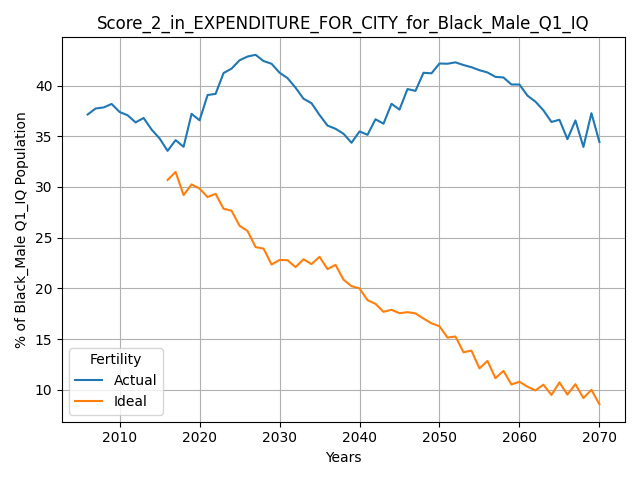 Score_2_in_EXPENDITURE_FOR_CITY_for_Black_Male_Q1_IQ
% of Black_Male Q1_IQ Population
40
35
30
25
20
15
10
Fertility
Actual
Ideal
2010 2020 2030 2040 2050 2060 2070
Years